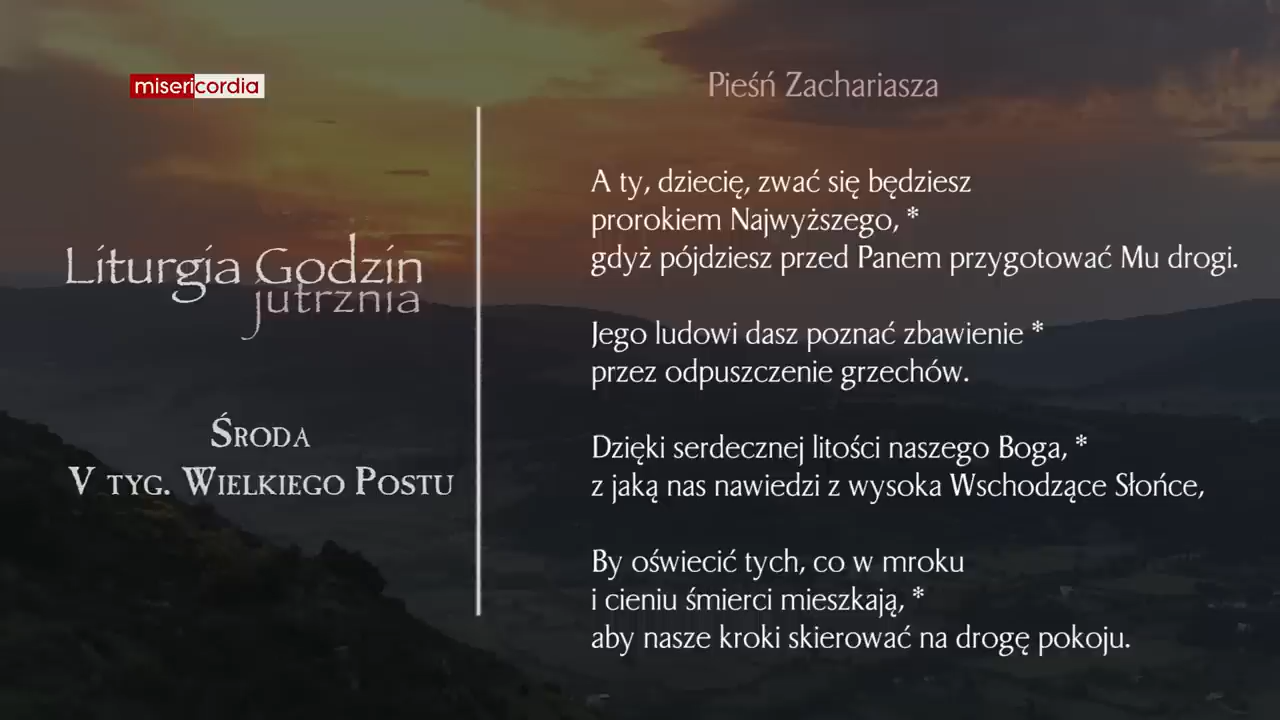 misericordia
Liturgia Godzin
jutrznia
Środa
V tyg. Wielkiego Postu
Pieśń Zachariasza
A ty, dziecię, zwać się będziesz
prorokiem Najwyższego, *
gdyż pójdziesz przed Panem przygotować Mu drogi.
Jego ludowi dasz poznać zbawienie *
przez odpuszczenie grzechów.
Dzięki serdecznej litości naszego Boga, *
z jaką nas nawiedzi z wysoka Wschodzące Słońce,
By oświecić tych, co w mroku
i cieniu śmierci mieszkają, *
aby nasze kroki skierować na drogę pokoju.